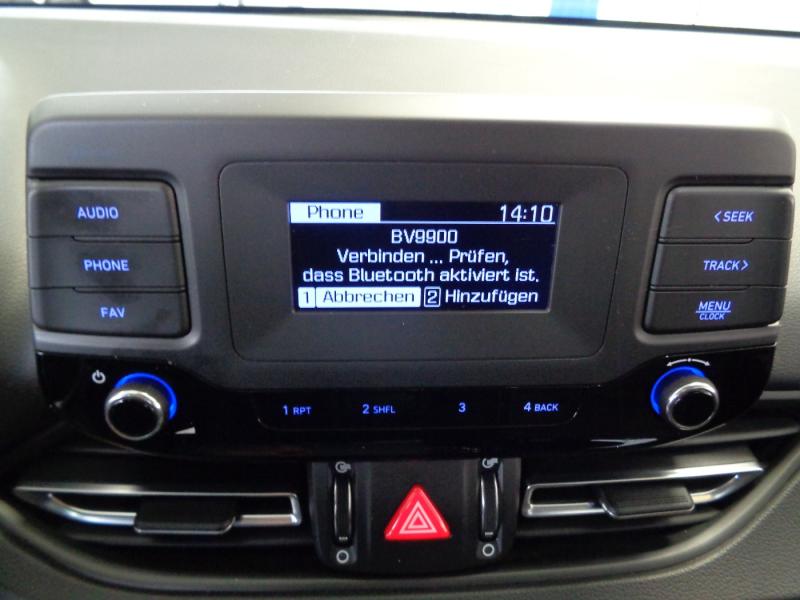 Phone 14:10
BV9900
Verbinden ... Prüfen,
dass Bluetooth aktiviert ist.
1 Abbrechen 2 Hinzufügen
AUDIO
PHONE
FAV
< SEEK
TRACK >
MENU
CLOCK
1 RPT 2 SHFL 3 4 BACK